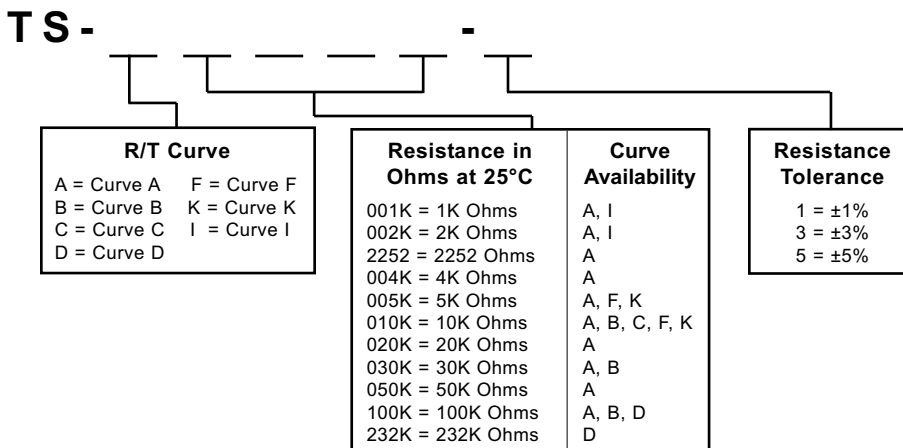 TS- -
R/T Curve
A = Curve A F = Curve F
B = Curve B K = Curve K
C = Curve C I = Curve I
D = Curve D
Resistance in Ohms at 25°C Curve Availability
001K = 1K Ohms A, I
002K = 2K Ohms A, I
2252 = 2252 Ohms A
004K = 4K Ohms A
005K = 5K Ohms A, F, K
010K = 10K Ohms A, B, C, F, K
020K = 20K Ohms A
030K = 30K Ohms A, B
050K = 50K Ohms A
100K = 100K Ohms A, B, D
232K = 232K Ohms D
Resistance
Tolerance
1 = ±1%
3 = ±3%
5 = ±5%